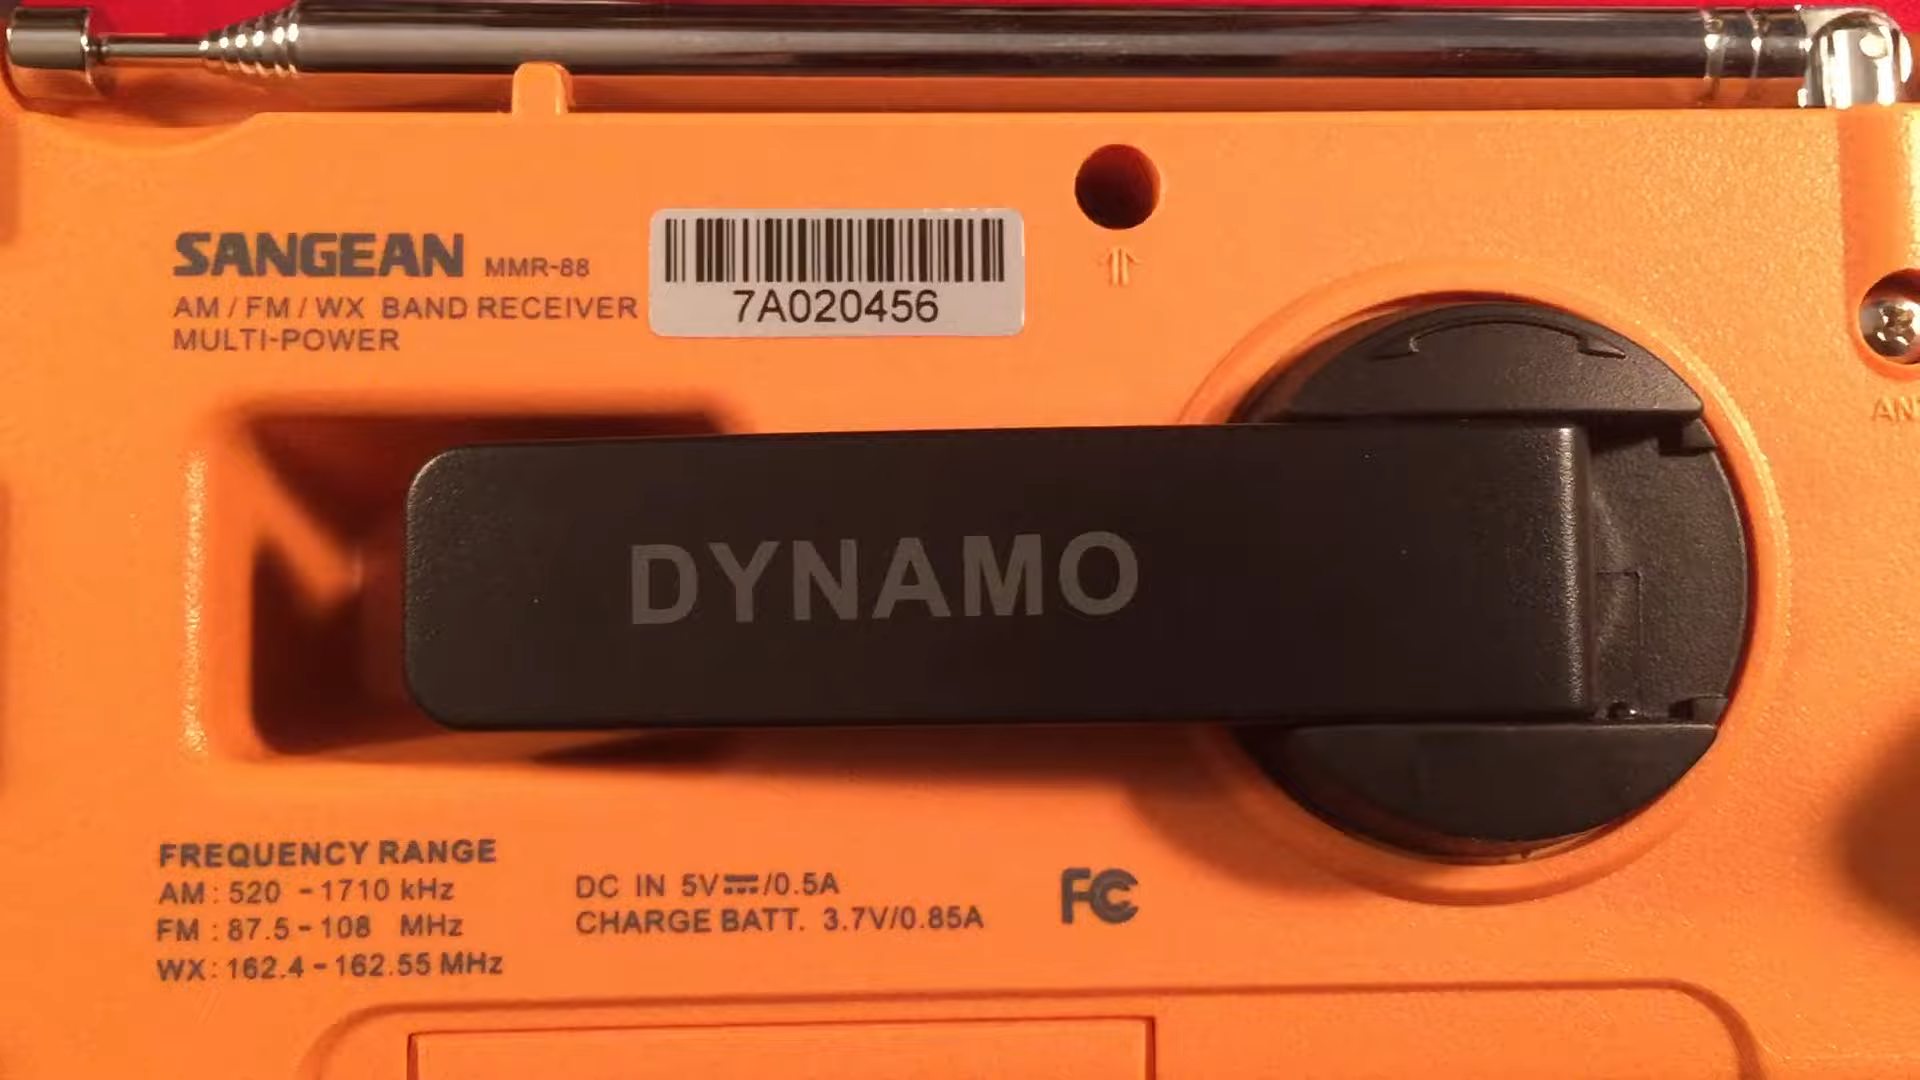 SANGEAN MMR-88
AM / FM / WX BAND RECEIVER
MULTI-POWER
7A020456
DYNAMO
FREQUENCY RANGE
AM : 520 - 1710 kHz
FM : 87.5 - 108 MHz
WX : 162.4 - 162.55 MHz
DC IN 5V⎓/0.5A
CHARGE BATT. 3.7V/0.85A
FC